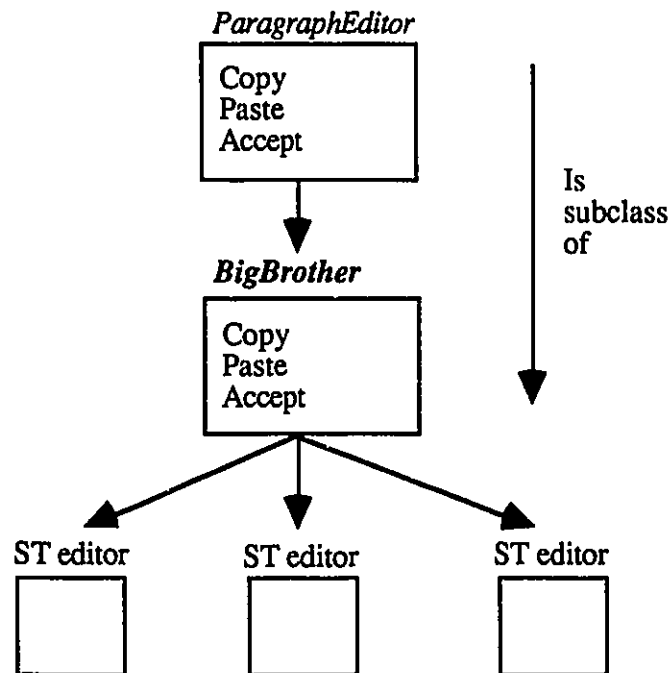 ParagraphEditor
Copy
Paste
Accept
Is
subclass
of
BigBrother
Copy
Paste
Accept
ST editor
ST editor
ST editor